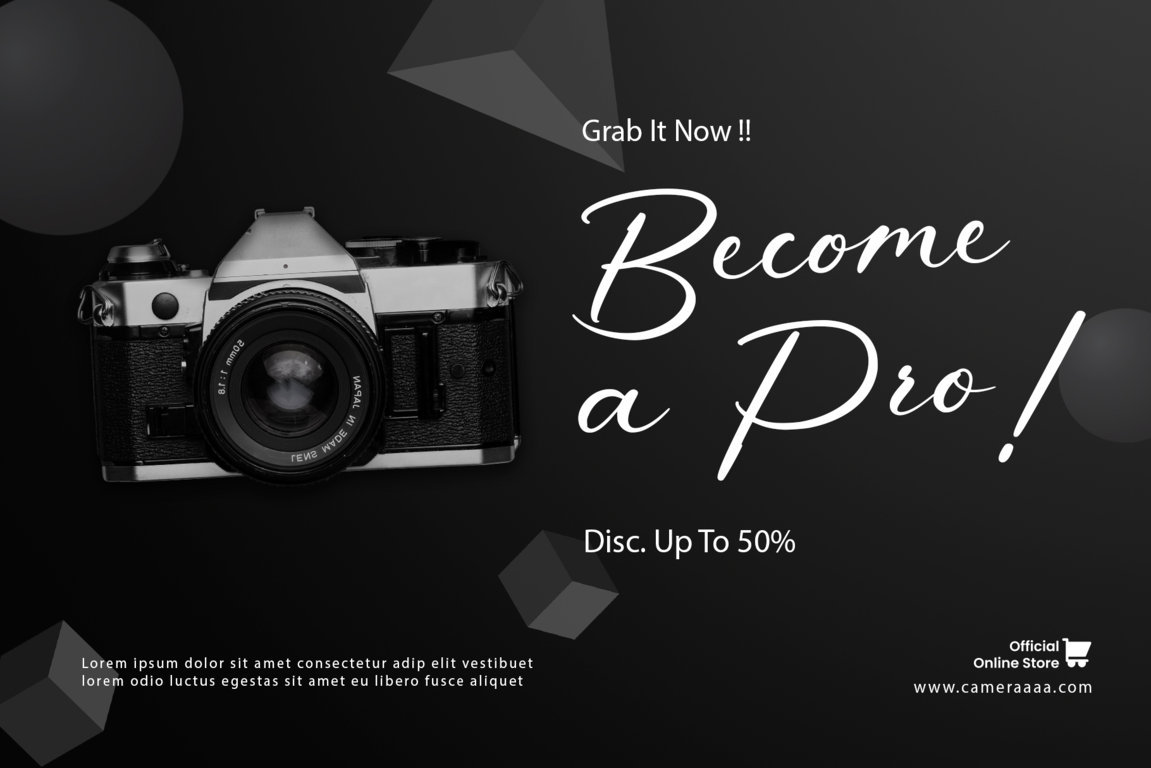 Grab It Now !!
Become
a Pro!
Disc. Up To 50%
50mm 1:1.8
LENS MADE IN JAPAN
Lorem ipsum dolor sit amet consectetur adip elit vestibuet
lorem odio luctus egestas sit amet eu libero fusce aliquet
Official
Online Store
www.cameraaaa.com